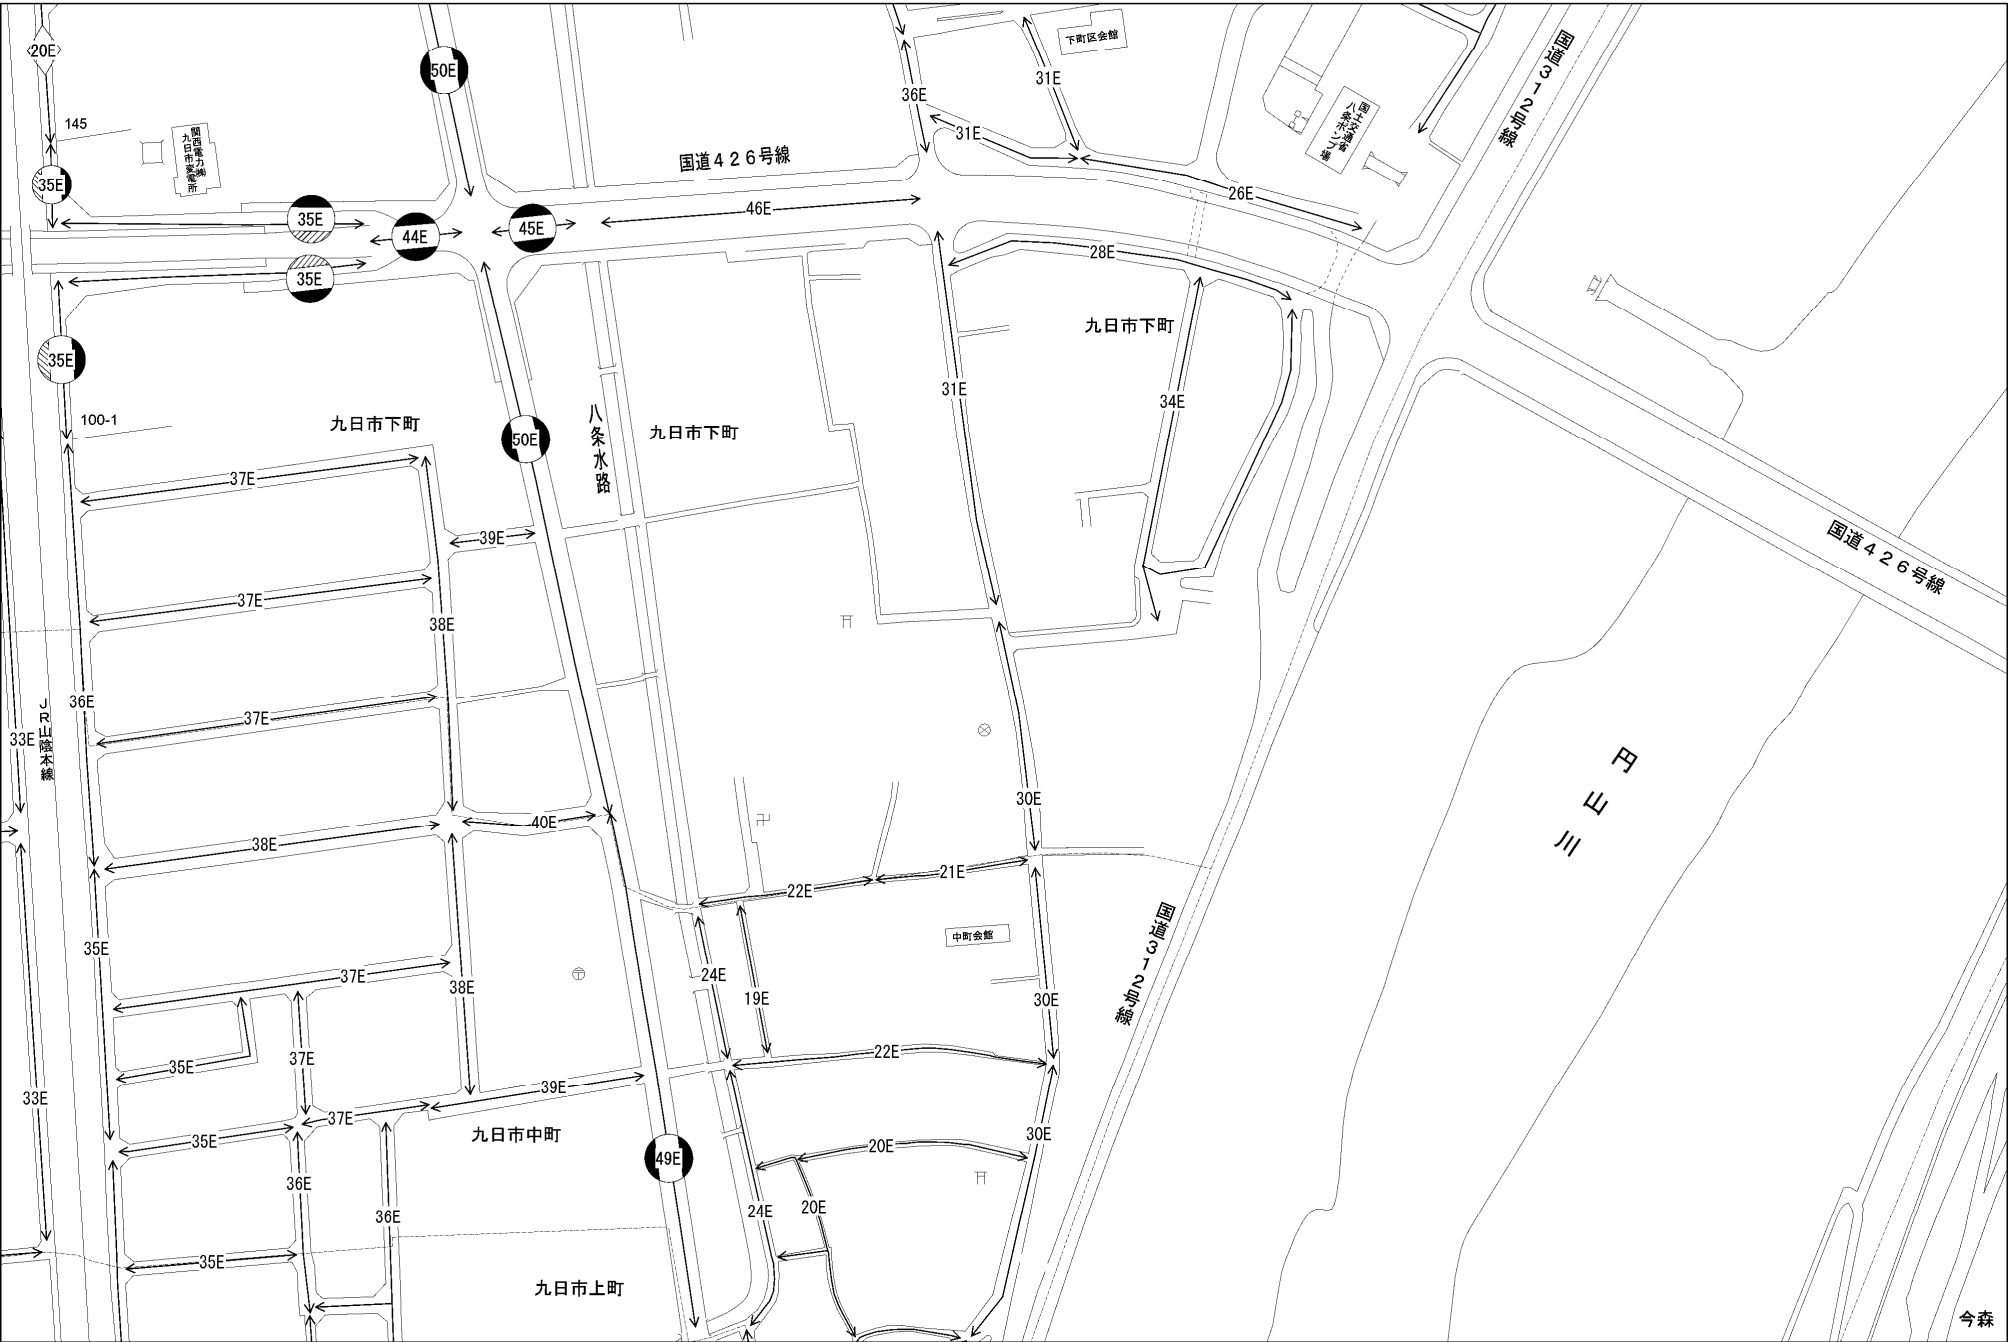 20E
50E
下町区会館
国道312号線
36E
31E
31E
国土交通省
八条ポンプ場
145
関西電力㈱
九日市変電所
国道426号線
35E
26E
35E
44E
45E
46E
28E
35E
九日市下町
35E
31E
34E
100-1
九日市下町
八条水路
九日市下町
50E
37E
39E
国道426号線
37E
38E
36E
37E
33E
JR山陰本線
円山川
30E
40E
38E
22E
21E
国道312号線
35E
中町会館
37E
38E
24E
19E
30E
37E
35E
22E
33E
39E
37E
35E
九日市中町
30E
20E
49E
36E
36E
24E
20E
35E
九日市上町
今森